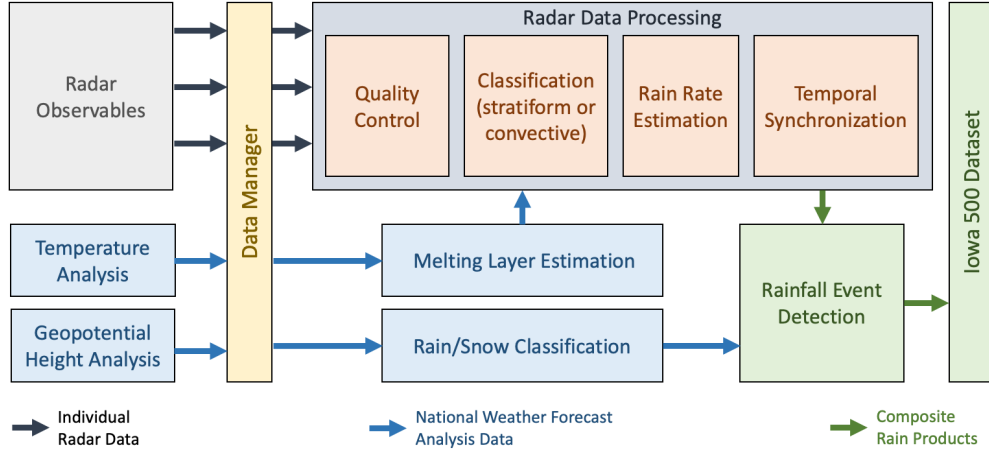 Radar Data Processing
Radar
Observables
Data Manager
Quality
Control
Classification
(stratiform or
convective)
Rain Rate
Estimation
Temporal
Synchronization
Iowa 500 Dataset
Temperature
Analysis
Melting Layer Estimation
Rainfall Event
Detection
Geopotential
Height Analysis
Rain/Snow Classification
Individual
Radar Data
National Weather Forecast
Analysis Data
Composite
Rain Products